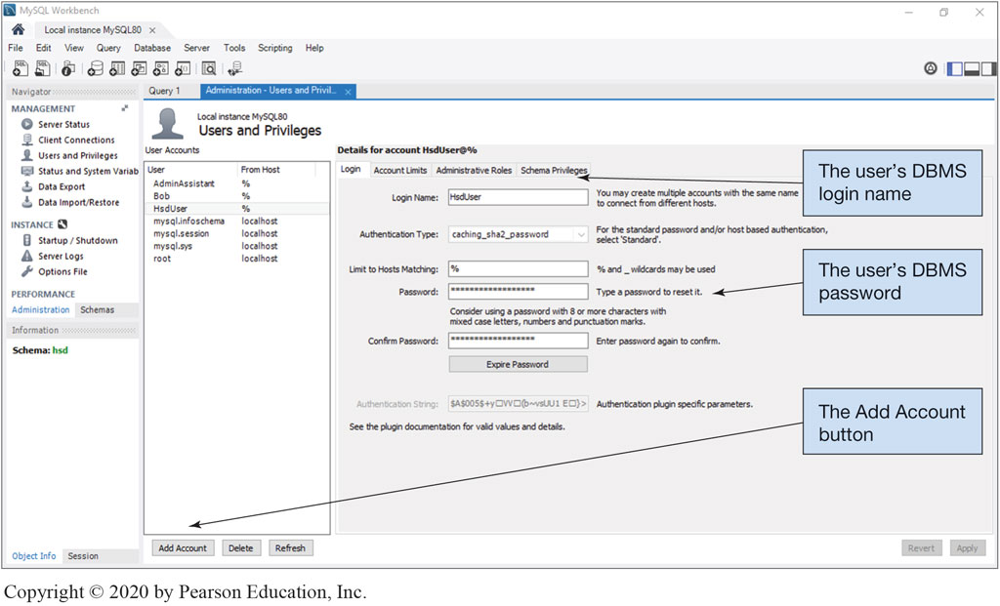 MySQL Workbench
Local instance MySQL80
File Edit View Query Database Server Tools Scripting Help
Navigator
MANAGEMENT
Server Status
Client Connections
Users and Privileges
Status and System Variab
Data Export
Data Import/Restore
INSTANCE
Startup / Shutdown
Server Logs
Options File
PERFORMANCE
Administration Schemas
Information
Schema: hsd
Object Info Session
Query 1 Administration - Users and Privil...
Local instance MySQL80
Users and Privileges
User Accounts
User From Host
AdminAssistant %
Bob %
HsdUser %
mysql.infoschema localhost
mysql.session localhost
mysql.sys localhost
root localhost
Add Account Delete Refresh
Details for account HsdUser@%
Login Account Limits Administrative Roles Schema Privileges
Login Name: HsdUser You may create multiple accounts with the same name
to connect from different hosts.
Authentication Type: caching_sha2_password For the standard password and/or host based authentication,
select 'Standard'.
Limit to Hosts Matching: % % and _ wildcards may be used
Password: ****************** Type a password to reset it.
Consider using a password with 8 or more characters with
mixed case letters, numbers and punctuation marks.
Confirm Password: ****************** Enter password again to confirm.
Expire Password
Authentication String: Authentication plugin specific parameters.
See the plugin documentation for valid values and details.
Revert Apply
The user's DBMS
login name
The user's DBMS
password
The Add Account
button
Copyright © 2020 by Pearson Education, Inc.